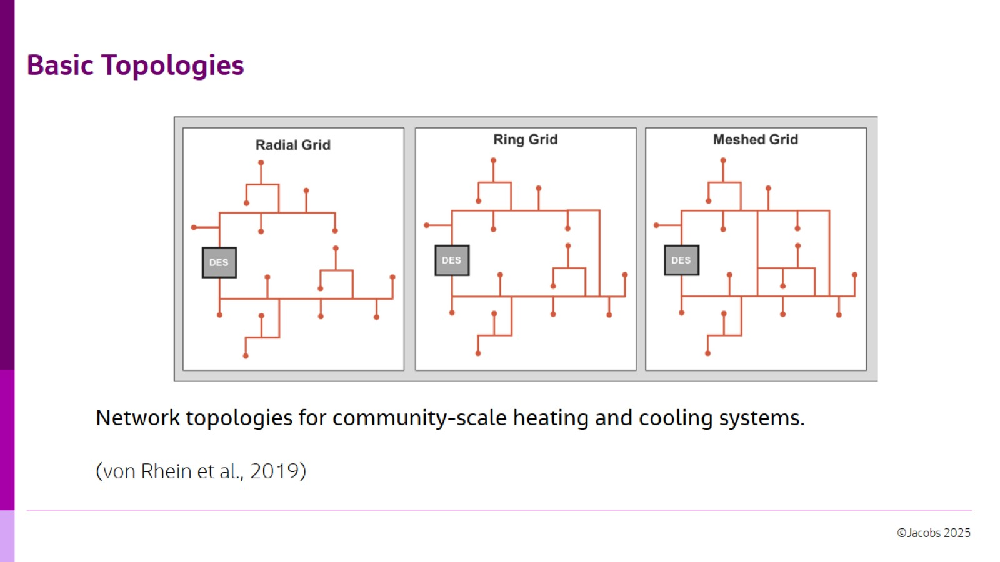 Basic Topologies
Radial Grid
Ring Grid
Meshed Grid
DES
DES
DES
Network topologies for community-scale heating and cooling systems.
(von Rhein et al., 2019)
©Jacobs 2025